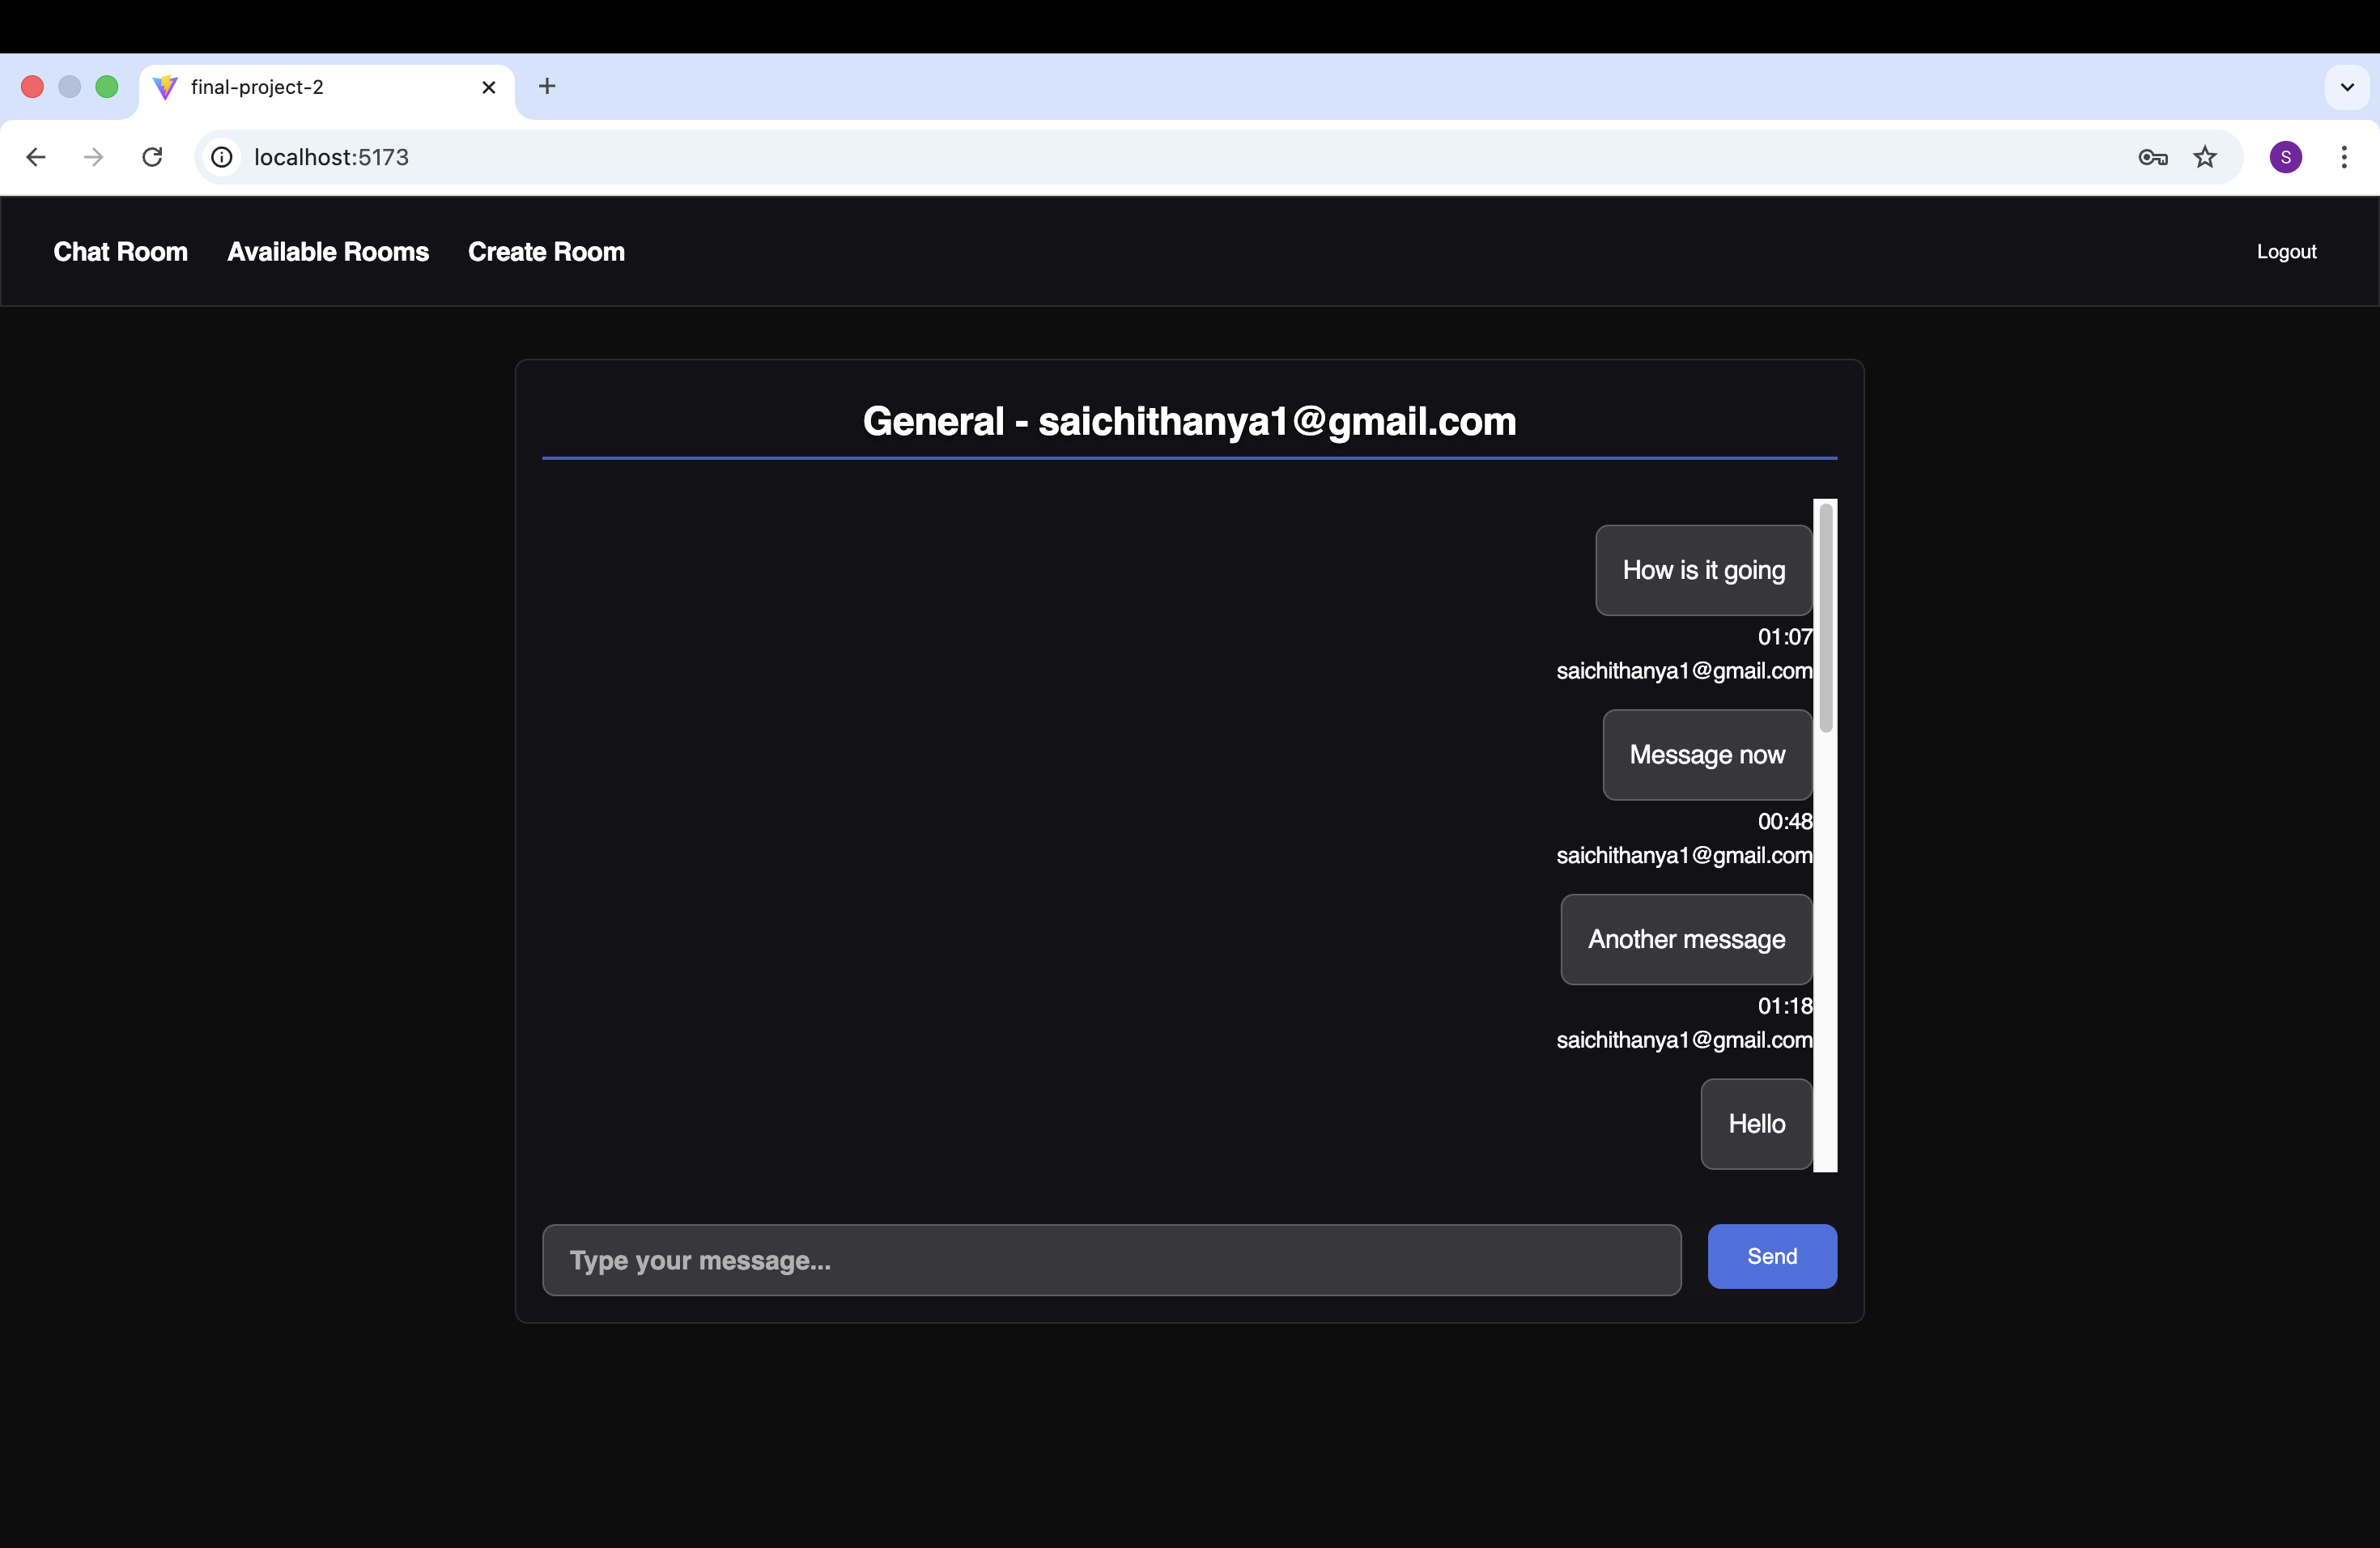 final-project-2
localhost:5173
S
Chat Room Available Rooms Create Room Logout
General - saichithanya1@gmail.com
How is it going
01:07
saichithanya1@gmail.com
Message now
00:48
saichithanya1@gmail.com
Another message
01:18
saichithanya1@gmail.com
Hello
Type your message...
Send